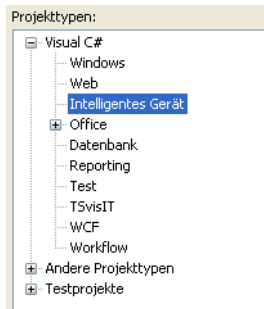 Projekttypen:
Visual C#
Windows
Web
Intelligentes Gerät
Office
Datenbank
Reporting
Test
TSvisIT
WCF
Workflow
Andere Projekttypen
Testprojekte